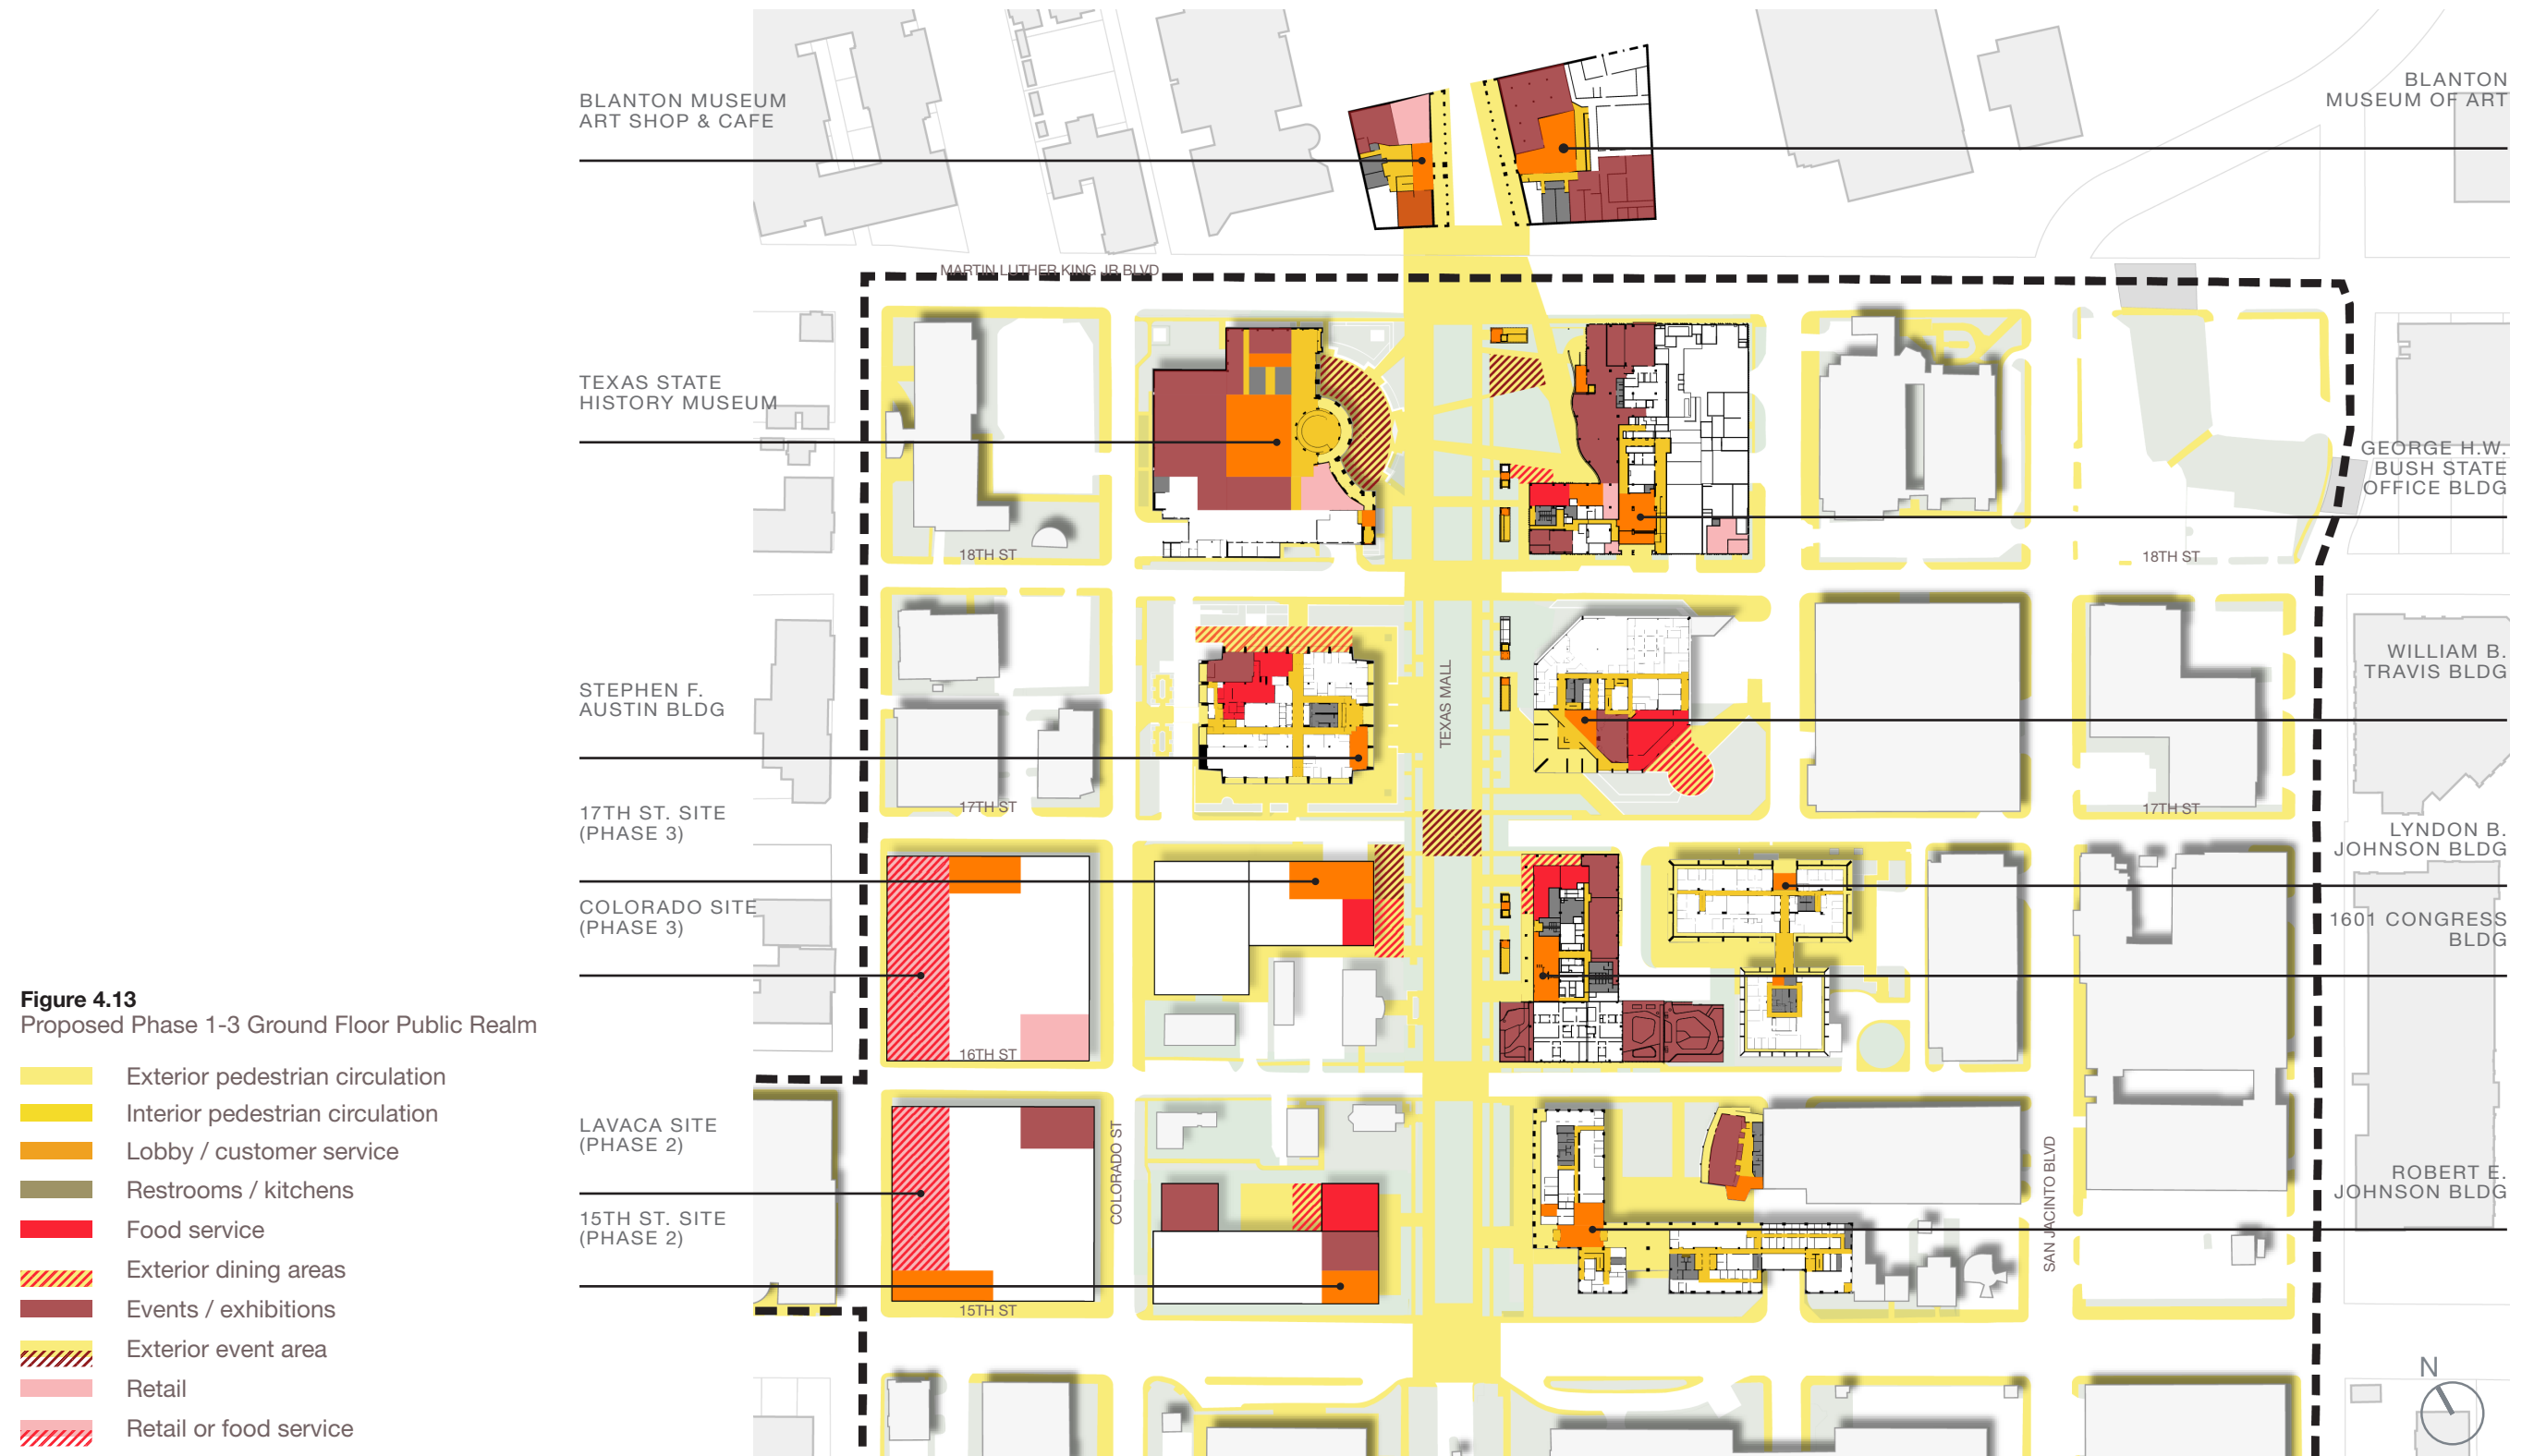 BLANTON MUSEUM
ART SHOP & CAFE
BLANTON
MUSEUM OF ART
MARTIN LUTHER KING JR BLVD
TEXAS STATE
HISTORY MUSEUM
GEORGE H.W.
BUSH STATE
OFFICE BLDG
18TH ST
18TH ST
STEPHEN F.
AUSTIN BLDG
TEXAS MALL
WILLIAM B.
TRAVIS BLDG
17TH ST
17TH ST
17TH ST. SITE
(PHASE 3)
LYNDON B.
JOHNSON BLDG
COLORADO SITE
(PHASE 3)
1601 CONGRESS
BLDG
16TH ST
LAVACA SITE
(PHASE 2)
COLORADO ST
SAN JACINTO BLVD
ROBERT E.
JOHNSON BLDG
15TH ST. SITE
(PHASE 2)
15TH ST
N
Figure 4.13
Proposed Phase 1-3 Ground Floor Public Realm
Exterior pedestrian circulation
Interior pedestrian circulation
Lobby / customer service
Restrooms / kitchens
Food service
Exterior dining areas
Events / exhibitions
Exterior event area
Retail
Retail or food service